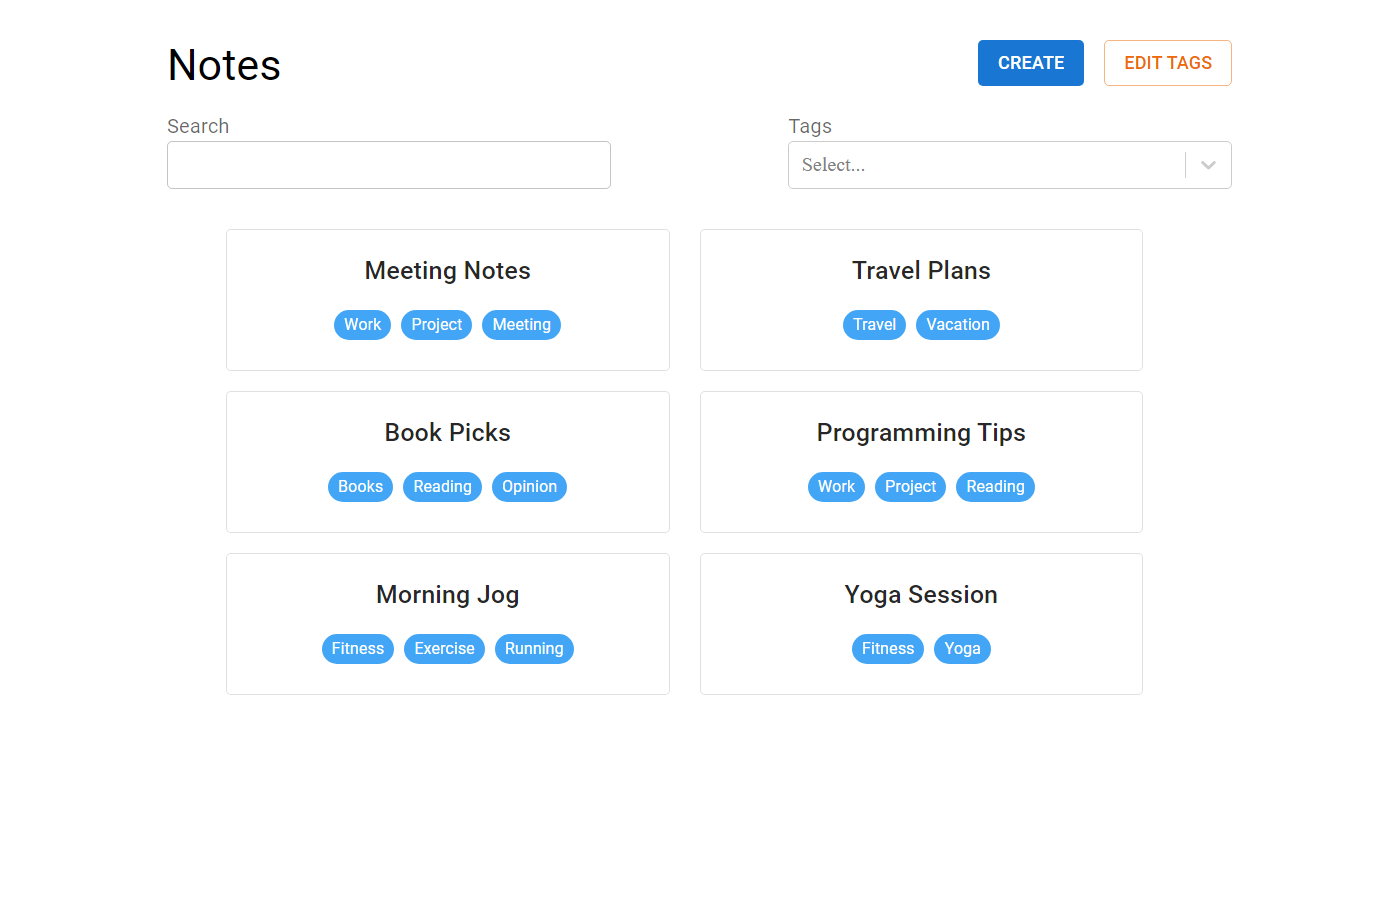 Notes
CREATE
EDIT TAGS
Search
Tags
Select...
Meeting Notes
Work Project Meeting
Travel Plans
Travel Vacation
Book Picks
Books Reading Opinion
Programming Tips
Work Project Reading
Morning Jog
Fitness Exercise Running
Yoga Session
Fitness Yoga